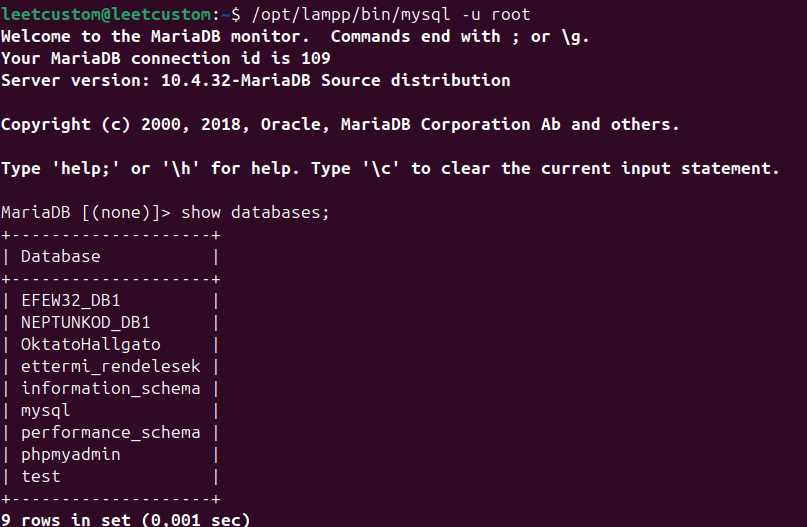 leetcustom@leetcustom:~$ /opt/lampp/bin/mysql -u root
Welcome to the MariaDB monitor.  Commands end with ; or \g.
Your MariaDB connection id is 109
Server version: 10.4.32-MariaDB Source distribution

Copyright (c) 2000, 2018, Oracle, MariaDB Corporation Ab and others.

Type 'help;' or '\h' for help. Type '\c' to clear the current input statement.

MariaDB [(none)]> show databases;
+--------------------+
| Database           |
+--------------------+
| EFEW32_DB1         |
| NEPTUNKOD_DB1      |
| OktatoHallgato     |
| ettermi_rendelesek |
| information_schema |
| mysql              |
| performance_schema |
| phpmyadmin         |
| test               |
+--------------------+
9 rows in set (0,001 sec)